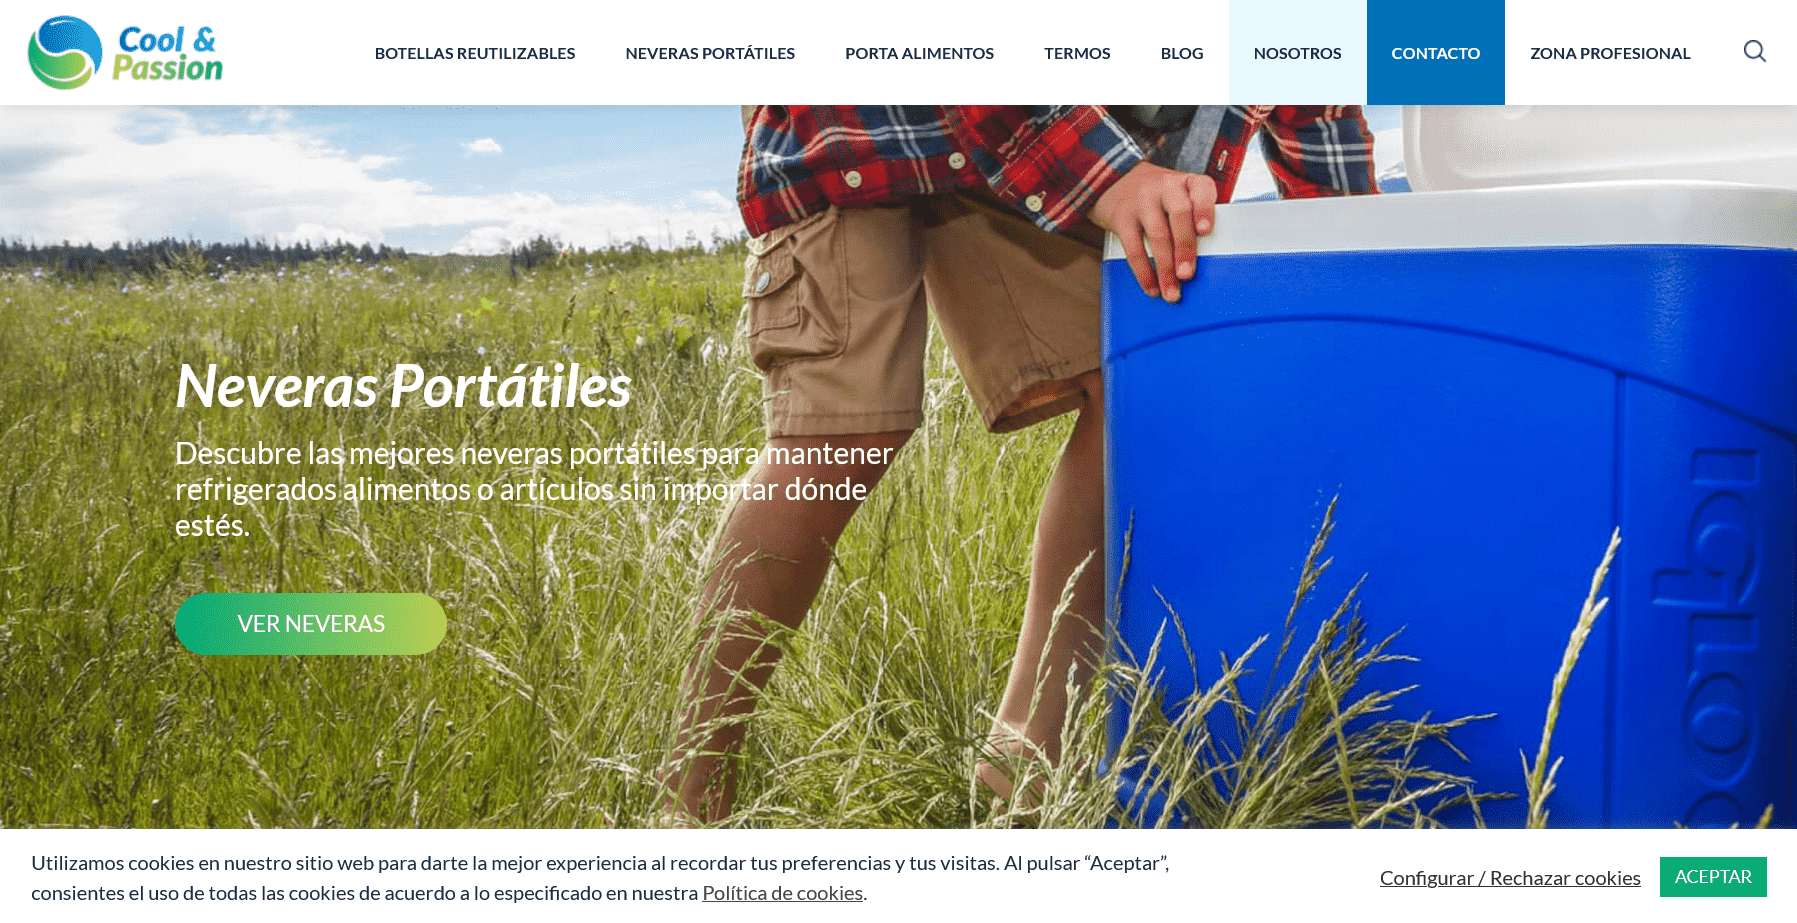 Cool &
Passion
BOTELLAS REUTILIZABLES
NEVERAS PORTÁTILES
PORTA ALIMENTOS
TERMOS
BLOG
NOSOTROS
CONTACTO
ZONA PROFESIONAL
Neveras Portátiles
Descubre las mejores neveras portátiles para mantener
refrigerados alimentos o artículos sin importar dónde
estés.
VER NEVERAS
igloo
Utilizamos cookies en nuestro sitio web para darte la mejor experiencia al recordar tus preferencias y tus visitas. Al pulsar “Aceptar”,
consientes el uso de todas las cookies de acuerdo a lo especificado en nuestra Política de cookies.
Configurar / Rechazar cookies
ACEPTAR